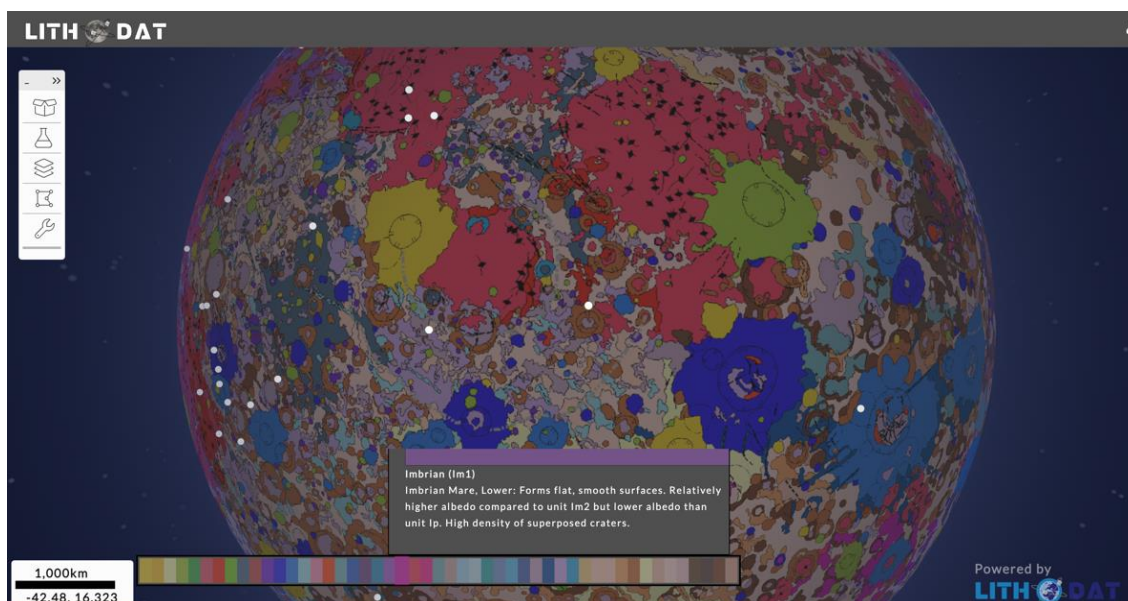 LITH DAT
- »
Imbrian (Im1)
Imbrian Mare, Lower: Forms flat, smooth surfaces. Relatively
higher albedo compared to unit Im2 but lower albedo than
unit Ip. High density of superposed craters.
1,000km
-42.48, 16.323
Powered by
LITH DAT